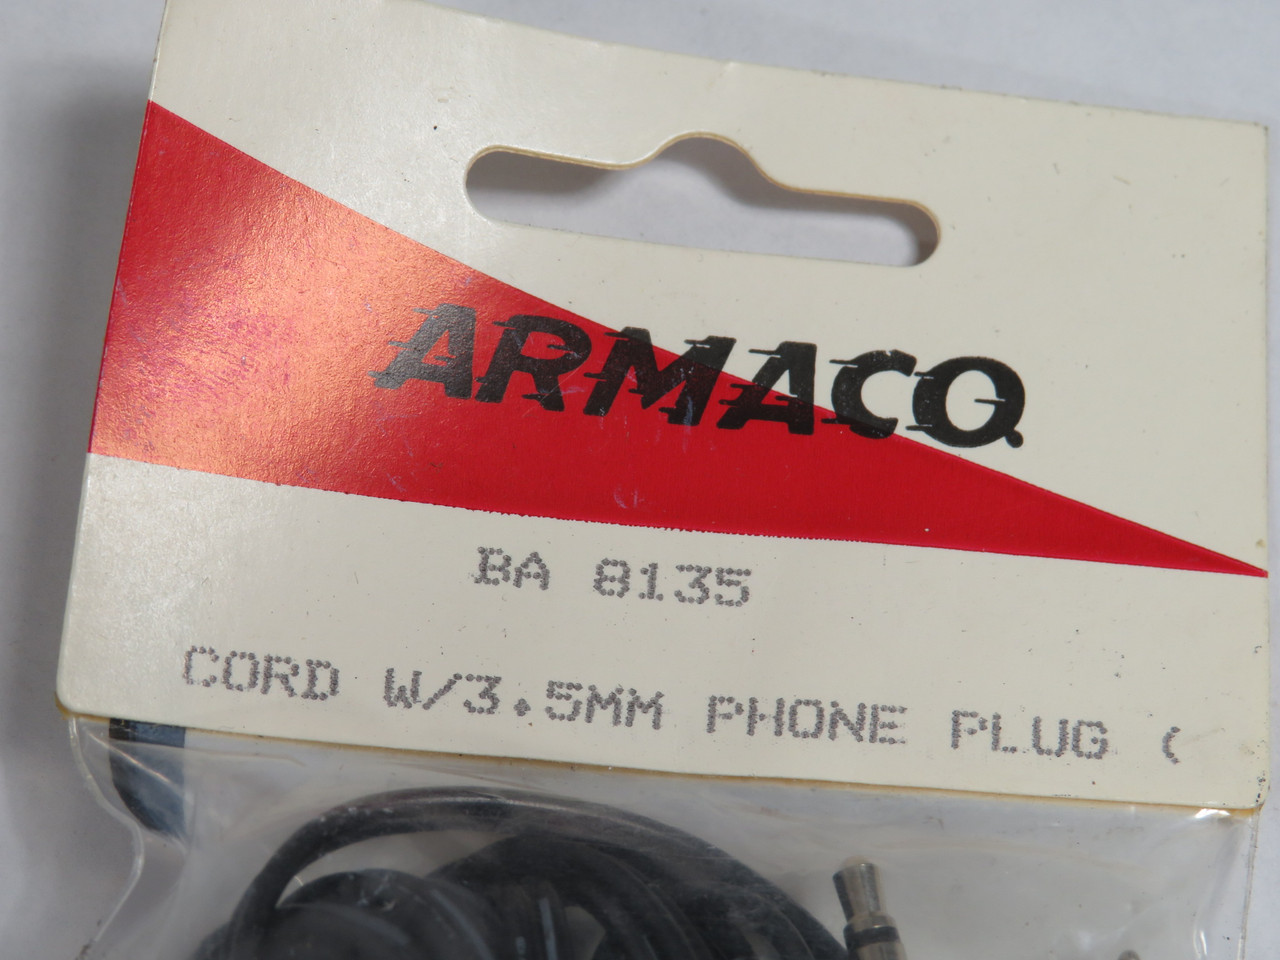 ARMACO.
BA 8135
CORD W/3.5MM PHONE PLUG (